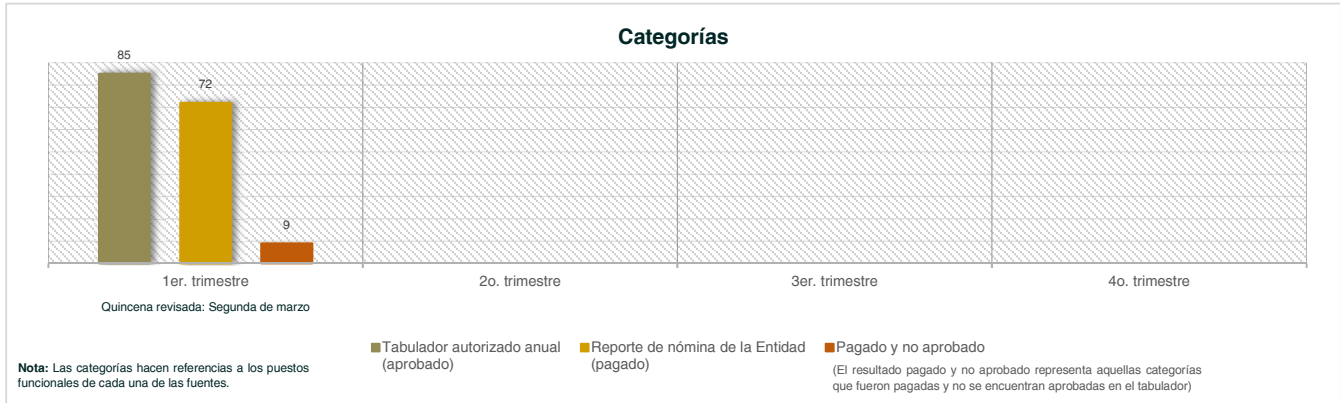 Categorías
85
72
9
1er. trimestre
2o. trimestre
3er. trimestre
4o. trimestre
Quincena revisada: Segunda de marzo
Tabulador autorizado anual
(aprobado)
Reporte de nómina de la Entidad
(pagado)
Pagado y no aprobado
(El resultado pagado y no aprobado representa aquellas categorías
que fueron pagadas y no se encuentran aprobadas en el tabulador)
Nota: Las categorías hacen referencias a los puestos
funcionales de cada una de las fuentes.